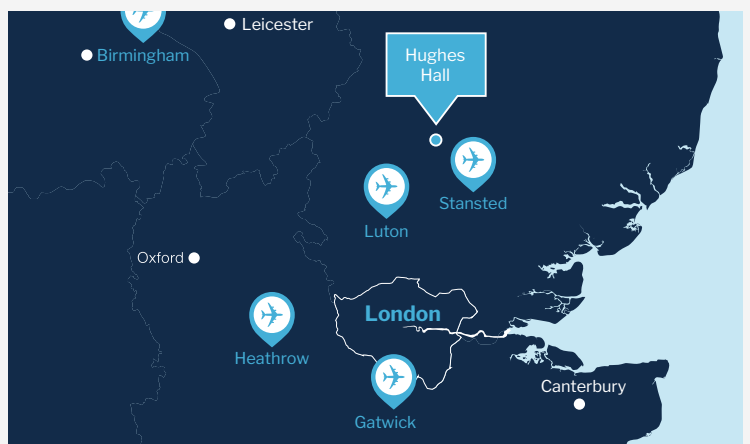 Leicester
Birmingham
Hughes
Hall
Stansted
Luton
Oxford
London
Heathrow
Canterbury
Gatwick